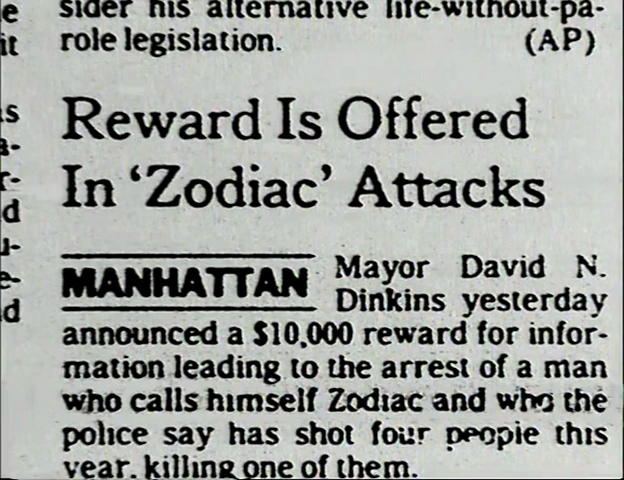 sider his alternative life-without-pa-
role legislation. (AP)
Reward Is Offered
In ‘Zodiac’ Attacks
MANHATTAN Mayor David N.
Dinkins yesterday
announced a $10,000 reward for infor-
mation leading to the arrest of a man
who calls himself Zodiac and who the
police say has shot four people this
year, killing one of them.